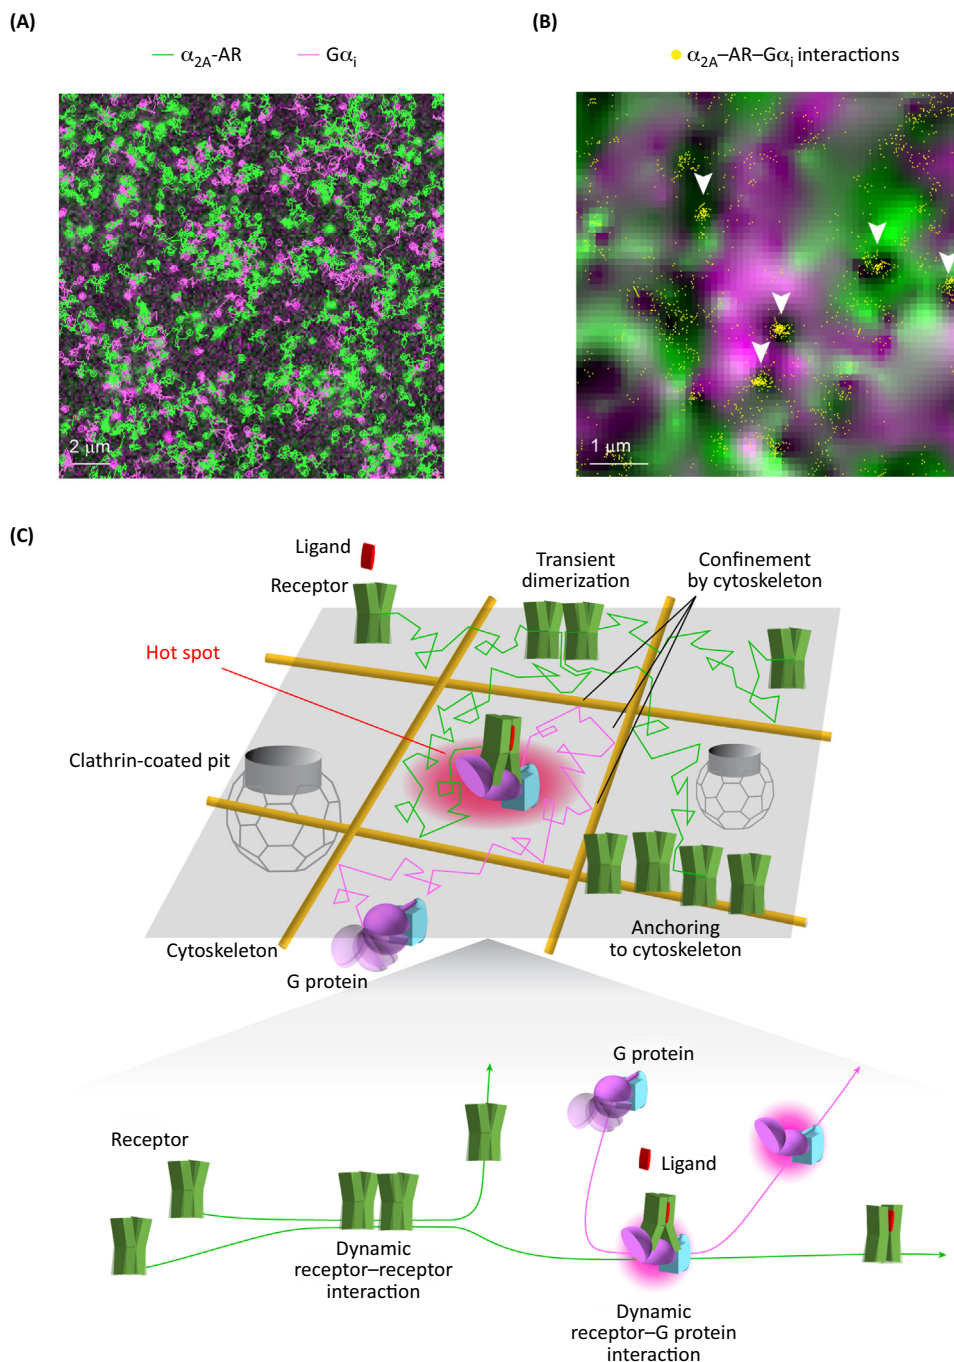 (A)
α2A-AR
Gαi
2 μm
(B)
α2A–AR–Gαi interactions
1 μm
(C)
Ligand
Receptor
Transient
dimerization
Confinement
by cytoskeleton
Hot spot
Clathrin-coated pit
Cytoskeleton
G protein
Anchoring
to cytoskeleton
G protein
Receptor
Ligand
Dynamic
receptor–receptor
interaction
Dynamic
receptor–G protein
interaction